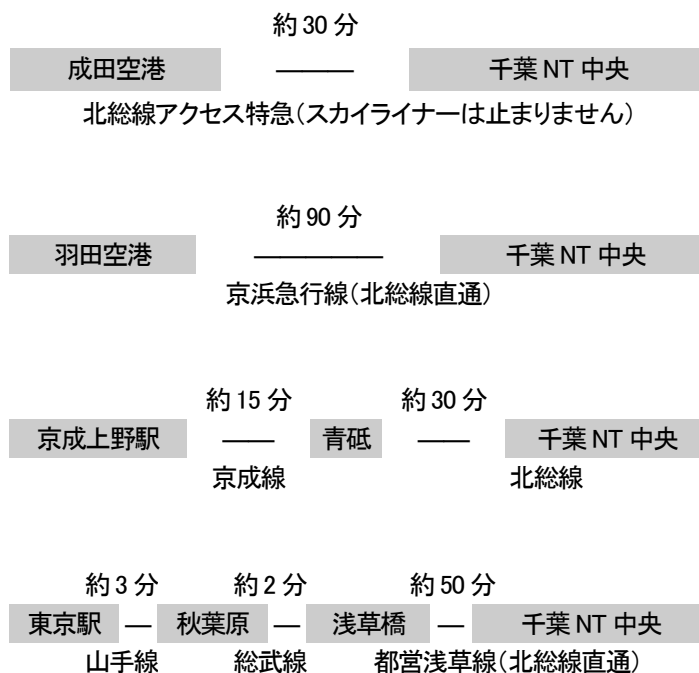 約30分
成田空港 ――― 千葉NT中央
北総線アクセス特急（スカイライナーは止まりません）
約90分
羽田空港 ――――― 千葉NT中央
京浜急行線（北総線直通）
約15分 約30分
京成上野駅 ―― 青砥 ―― 千葉NT中央
京成線 北総線
約3分 約2分 約50分
東京駅 ― 秋葉原 ― 浅草橋 ― 千葉NT中央
山手線 総武線 都営浅草線（北総線直通）